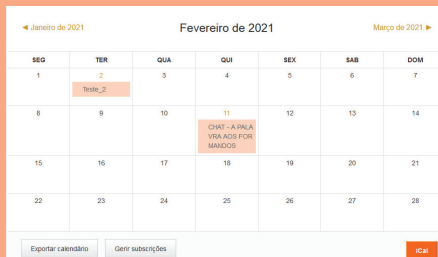 ◄ Janeiro de 2021 Fevereiro de 2021 Março de 2021 ►
SEG TER QUA QUI SEX SÁB DOM
1 2 3 4 5 6 7
Teste_2
8 9 10 11 12 13 14
CHAT - A PALA
VRA AOS FOR
MANDOS
15 16 17 18 19 20 21
22 23 24 25 26 27 28
Exportar calendário Gerir subscrições iCal